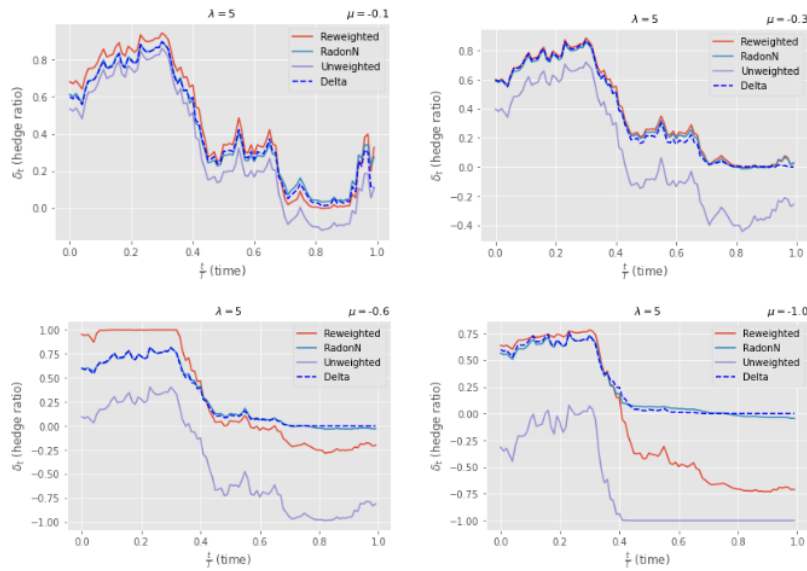 λ = 5 μ = -0.1
Reweighted
RadonN
Unweighted
Delta
δt (hedge ratio)
0.8
0.6
0.4
0.2
0.0
0.0 0.2 0.4 0.6 0.8 1.0
t/T (time)
λ = 5 μ = -0.3
Reweighted
RadonN
Unweighted
Delta
δt (hedge ratio)
0.8
0.6
0.4
0.2
0.0
−0.2
−0.4
0.0 0.2 0.4 0.6 0.8 1.0
t/T (time)
λ = 5 μ = -0.6
Reweighted
RadonN
Unweighted
Delta
δt (hedge ratio)
1.00
0.75
0.50
0.25
0.00
−0.25
−0.50
−0.75
−1.00
0.0 0.2 0.4 0.6 0.8 1.0
t/T (time)
λ = 5 μ = -1.0
Reweighted
RadonN
Unweighted
Delta
δt (hedge ratio)
0.75
0.50
0.25
0.00
−0.25
−0.50
−0.75
−1.00
0.0 0.2 0.4 0.6 0.8 1.0
t/T (time)